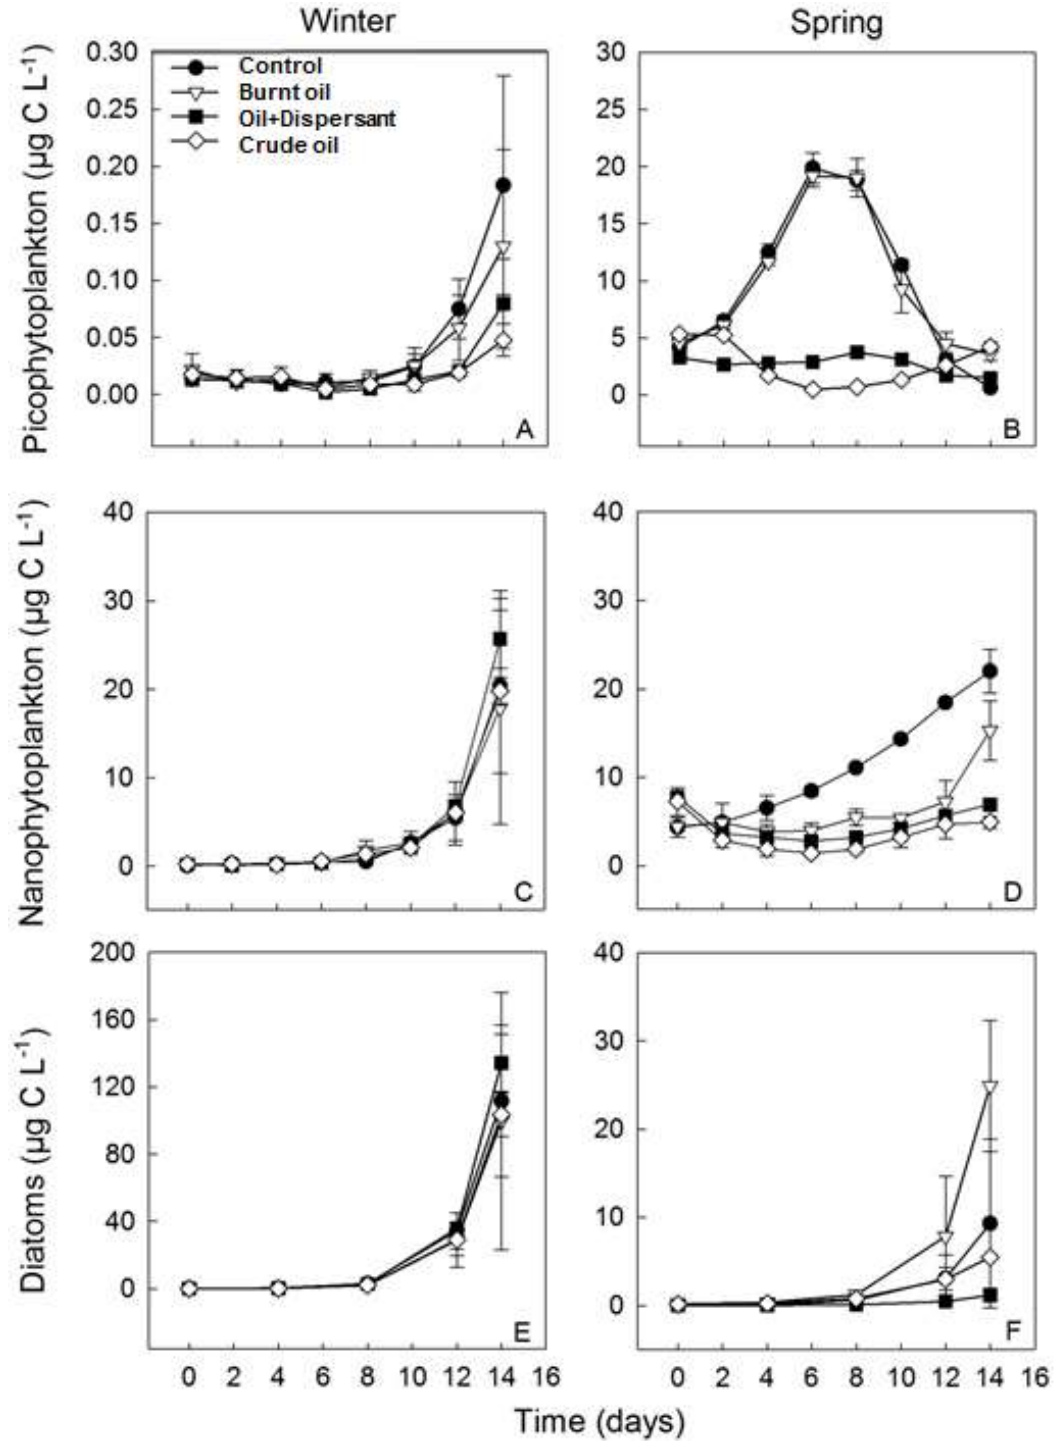 Winter
Spring
Picophytoplankton (µg C L⁻¹)
0.30
0.25
0.20
0.15
0.10
0.05
0.00
Control
Burnt oil
Oil+Dispersant
Crude oil
A
30
25
20
15
10
5
0
B
Nanophytoplankton (µg C L⁻¹)
40
30
20
10
0
C
40
30
20
10
0
D
Diatoms (µg C L⁻¹)
200
160
120
80
40
0
E
0 2 4 6 8 10 12 14 16
40
30
20
10
0
F
0 2 4 6 8 10 12 14 16
Time (days)